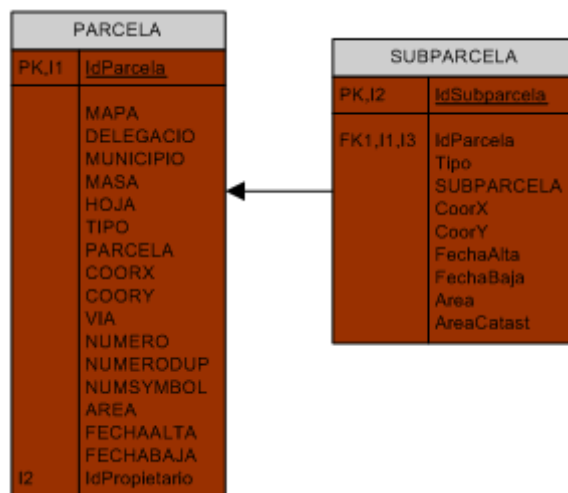 PARCELA
PK,I1 IdParcela
MAPA
DELEGACIO
MUNICIPIO
MASA
HOJA
TIPO
PARCELA
COORX
COORY
VIA
NUMERO
NUMERODUP
NUMSYMBOL
AREA
FECHAALTA
FECHABAJA
I2 IdPropietario
SUBPARCELA
PK,I2 IdSubparcela
FK1,I1,I3 IdParcela
Tipo
SUBPARCELA
CoorX
CoorY
FechaAlta
FechaBaja
Area
AreaCatast